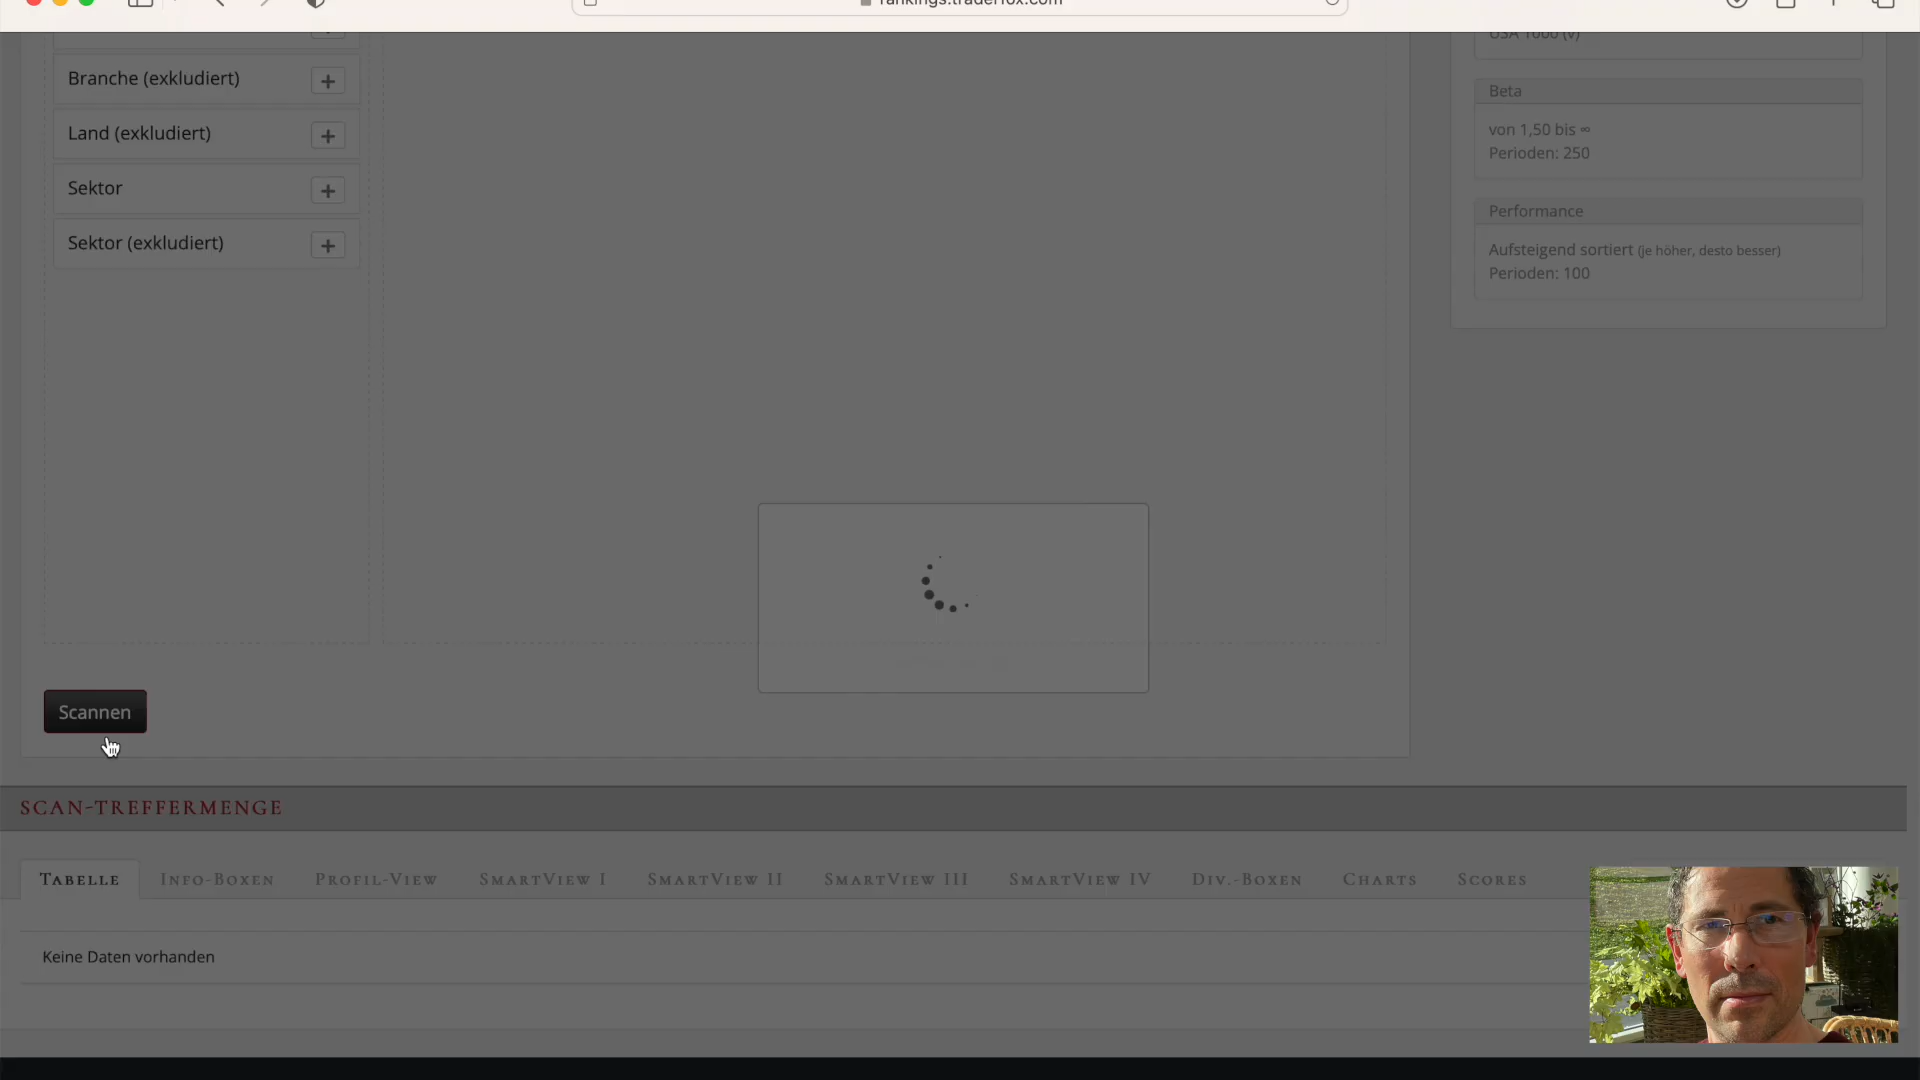 rankings.traderfox.com
USA 1000 (v)
Branche (exkludiert)
Land (exkludiert)
Sektor
Sektor (exkludiert)
Beta
von 1,50 bis ∞
Perioden: 250
Performance
Aufsteigend sortiert (je höher, desto besser)
Perioden: 100
Scannen
SCAN-TREFFERMENGE
TABELLE
INFO-BOXEN
PROFIL-VIEW
SMARTVIEW I
SMARTVIEW II
SMARTVIEW III
SMARTVIEW IV
DIV.-BOXEN
CHARTS
SCORES
Keine Daten vorhanden